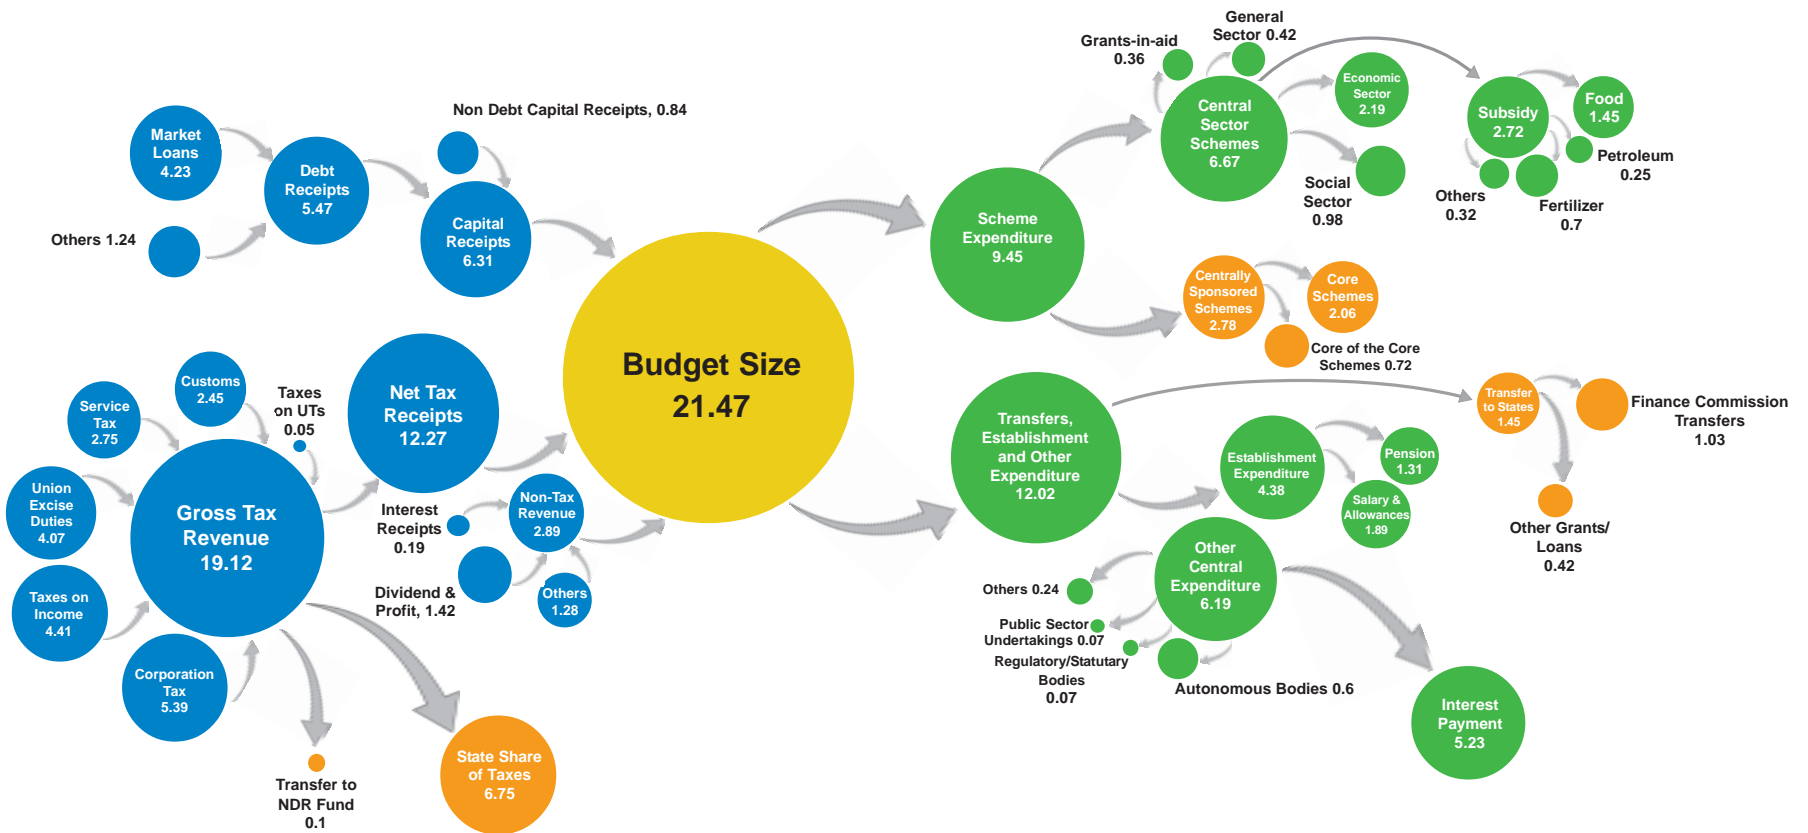 Market
Loans
4.23
Others 1.24
Debt
Receipts
5.47
Non Debt Capital Receipts, 0.84
Capital
Receipts
6.31
Customs
2.45
Service
Tax
2.75
Taxes
on UTs
0.05
Union
Excise
Duties
4.07
Taxes on
Income
4.41
Corporation
Tax
5.39
Gross Tax
Revenue
19.12
Transfer to
NDR Fund
0.1
State Share
of Taxes
6.75
Net Tax
Receipts
12.27
Interest
Receipts
0.19
Non-Tax
Revenue
2.89
Dividend &
Profit, 1.42
Others
1.28
Budget Size
21.47
Scheme
Expenditure
9.45
Grants-in-aid
0.36
General
Sector 0.42
Central
Sector
Schemes
6.67
Economic
Sector
2.19
Social
Sector
0.98
Subsidy
2.72
Food
1.45
Petroleum
0.25
Others
0.32
Fertilizer
0.7
Centrally
Sponsored
Schemes
2.78
Core
Schemes
2.06
Core of the Core
Schemes 0.72
Transfers,
Establishment
and Other
Expenditure
12.02
Transfer
to States
1.45
Finance Commission
Transfers
1.03
Other Grants/
Loans
0.42
Establishment
Expenditure
4.38
Pension
1.31
Salary &
Allowances
1.89
Other
Central
Expenditure
6.19
Others 0.24
Public Sector
Undertakings 0.07
Regulatory/Statutary
Bodies
0.07
Autonomous Bodies 0.6
Interest
Payment
5.23